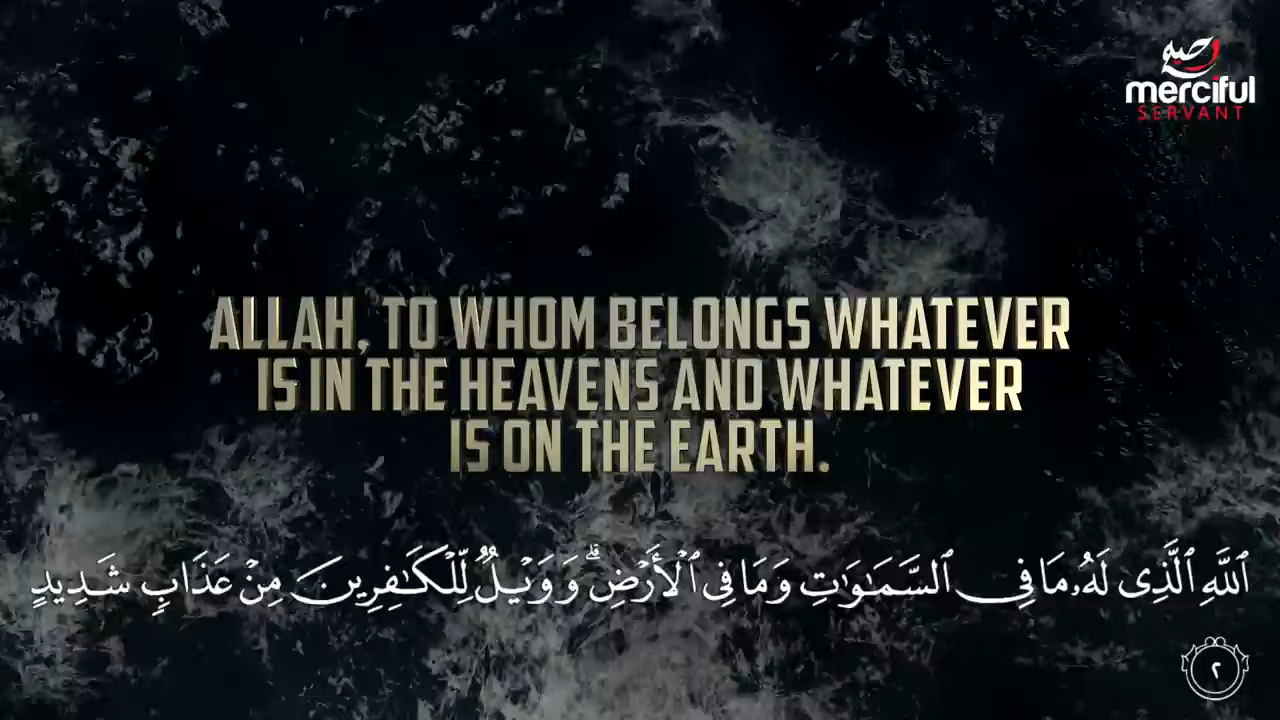 رحيم
merciful
SERVANT
ALLAH, TO WHOM BELONGS WHATEVER
IS IN THE HEAVENS AND WHATEVER
IS ON THE EARTH.
ٱللَّهِ ٱلَّذِى لَهُۥ مَا فِى ٱلسَّمَـٰوَٰتِ وَمَا فِى ٱلْأَرْضِ ۗ وَوَيْلٌ لِّلْكَـٰفِرِينَ مِنْ عَذَابٍ شَدِيدٍ
٢